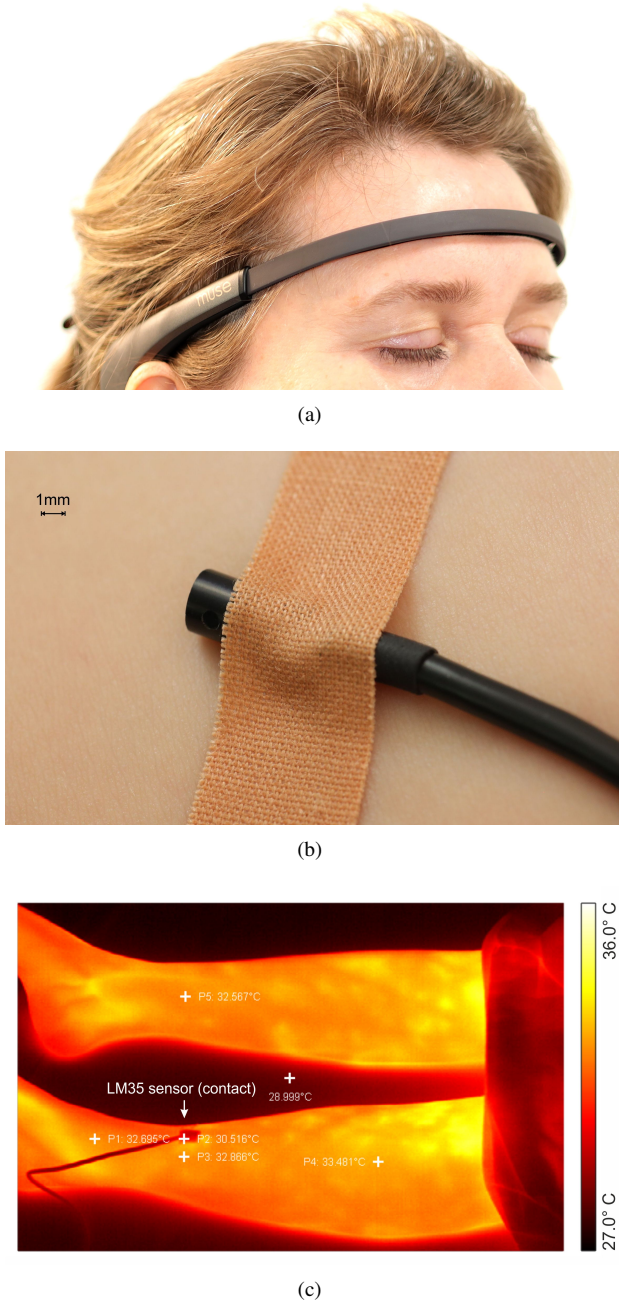 muse
(a)
1mm
(b)
P5: 32.567°C
28.999°C
LM35 sensor (contact)
P1: 32.695°C
P2: 30.516°C
P3: 32.866°C
P4: 33.481°C
36.0° C
27.0° C
(c)